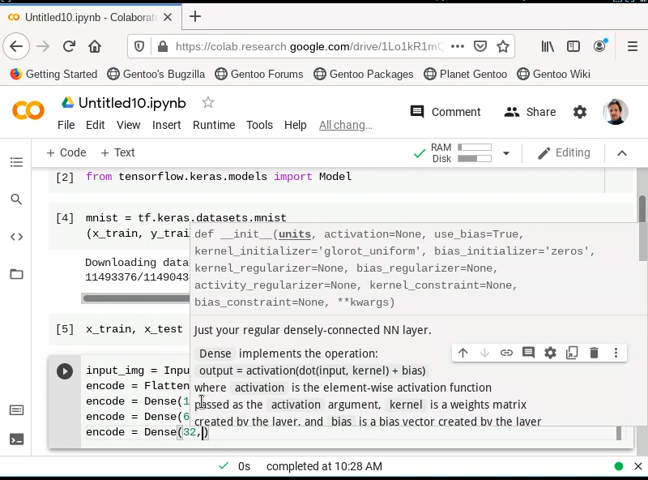 Untitled10.ipynb - Colaborato
https://colab.research.google.com/drive/1Lo1kR1mC
Getting Started Gentoo's Bugzilla Gentoo Forums Gentoo Packages Planet Gentoo Gentoo Wiki
Untitled10.ipynb
Comment Share
File Edit View Insert Runtime Tools Help All chang...
+ Code + Text RAM Disk Editing
[2] from tensorflow.keras.models import Model
[4] mnist = tf.keras.datasets.mnist
(x_train, y_trai
def __init__(units, activation=None, use_bias=True,
kernel_initializer='glorot_uniform', bias_initializer='zeros',
Downloading data
kernel_regularizer=None, bias_regularizer=None,
11493376/1149043
activity_regularizer=None, kernel_constraint=None,
bias_constraint=None, **kwargs)
[5] x_train, x_test
Just your regular densely-connected NN layer.
Dense implements the operation:
input_img = Inpu
output = activation(dot(input, kernel) + bias)
encode = Flatten
where activation is the element-wise activation function
encode = Dense(1
passed as the activation argument, kernel is a weights matrix
encode = Dense(6
created by the layer, and bias is a bias vector created by the layer
encode = Dense(32,)
0s completed at 10:28 AM